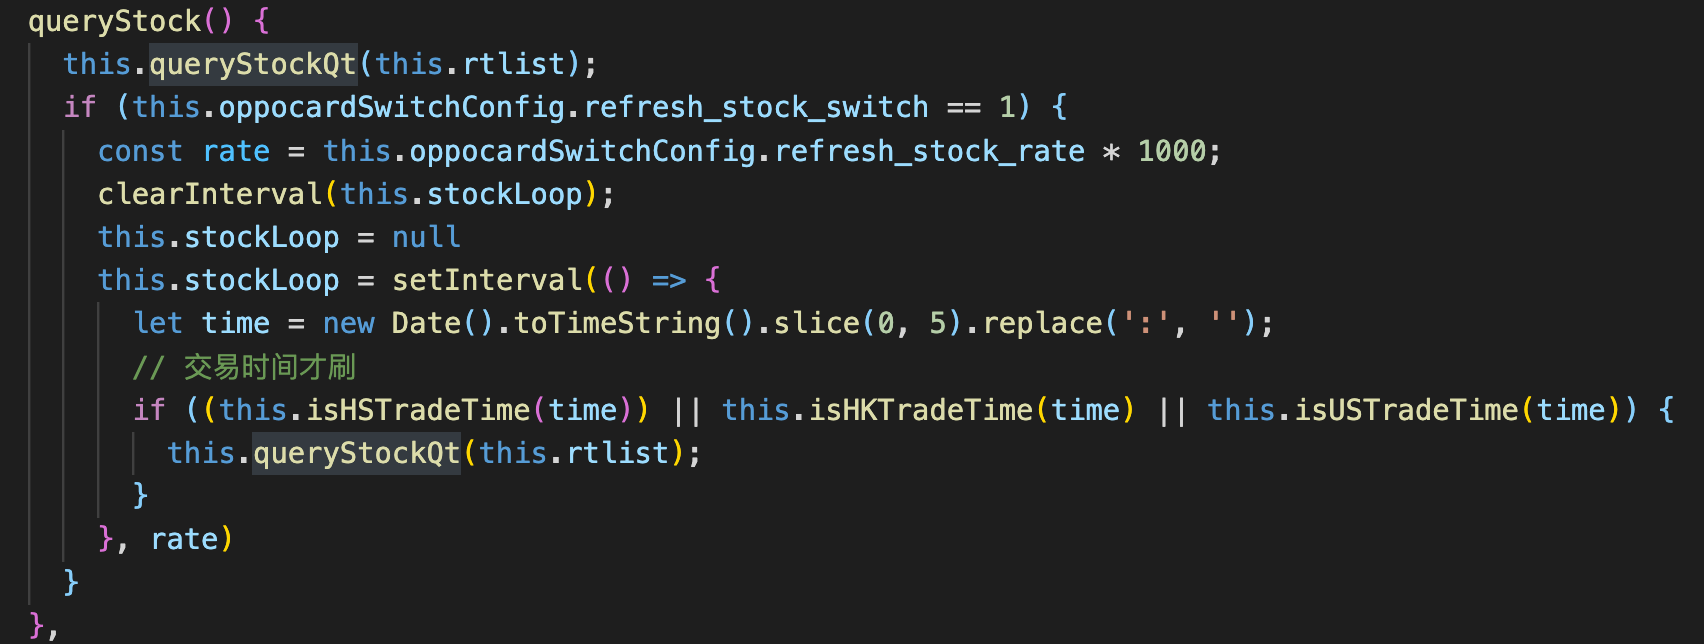 queryStock() {
this.queryStockQt(this.rtlist);
if (this.oppocardSwitchConfig.refresh_stock_switch == 1) {
const rate = this.oppocardSwitchConfig.refresh_stock_rate * 1000;
clearInterval(this.stockLoop);
this.stockLoop = null
this.stockLoop = setInterval(() => {
let time = new Date().toTimeString().slice(0, 5).replace(':', '');
// 交易时间才刷
if ((this.isHSTradeTime(time)) || this.isHKTradeTime(time) || this.isUSTradeTime(time)) {
this.queryStockQt(this.rtlist);
}
}, rate)
}
},